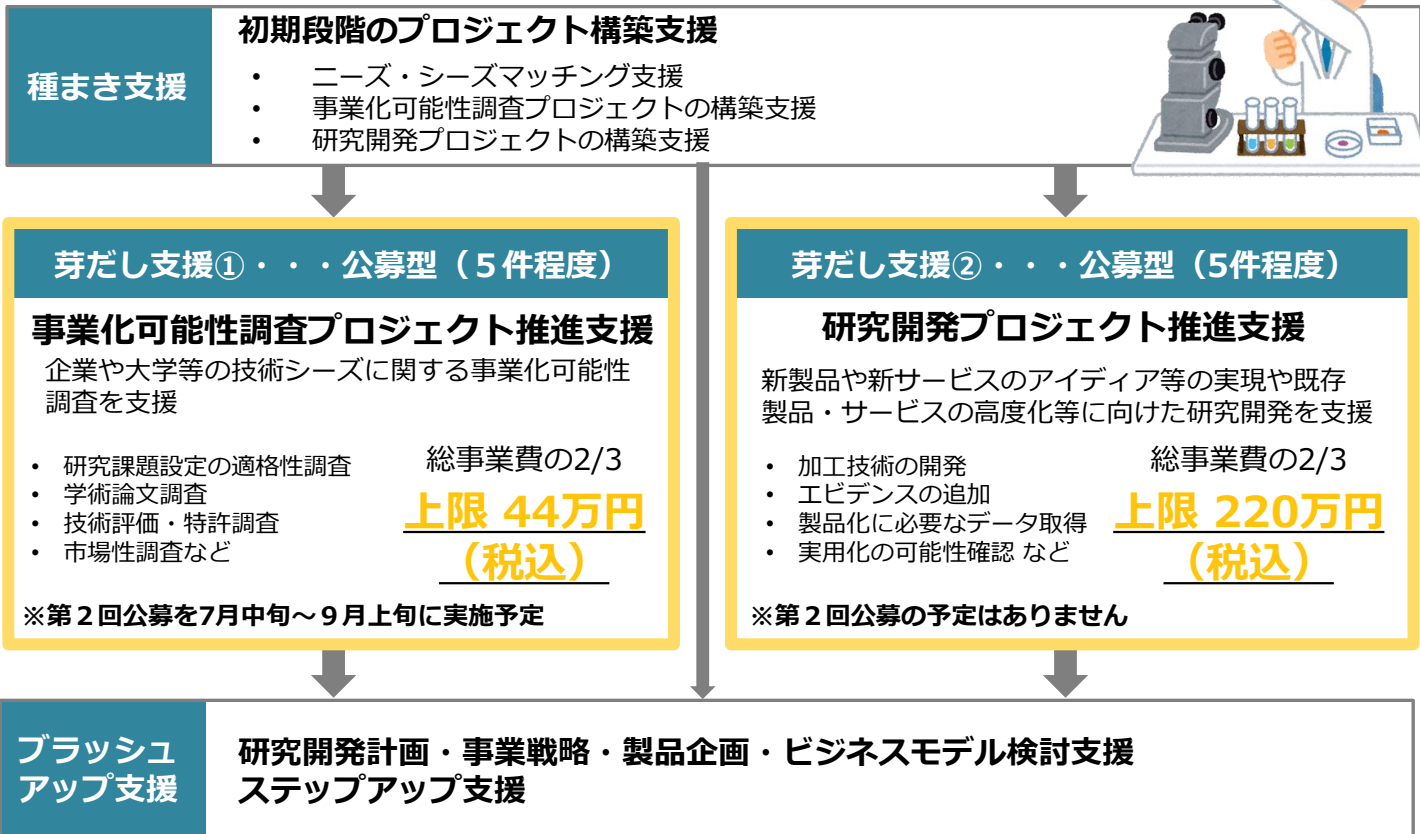 種まき支援
初期段階のプロジェクト構築支援
• ニーズ・シーズマッチング支援
• 事業化可能性調査プロジェクトの構築支援
• 研究開発プロジェクトの構築支援
芽だし支援①・・・公募型（５件程度）
事業化可能性調査プロジェクト推進支援
企業や大学等の技術シーズに関する事業化可能性
調査を支援
• 研究課題設定の適格性調査
• 学術論文調査
• 技術評価・特許調査
• 市場性調査など
総事業費の2/3
上限 44万円
（税込）
※第２回公募を7月中旬～９月上旬に実施予定
芽だし支援②・・・公募型（5件程度）
研究開発プロジェクト推進支援
新製品や新サービスのアイディア等の実現や既存
製品・サービスの高度化等に向けた研究開発を支援
• 加工技術の開発
• エビデンスの追加
• 製品化に必要なデータ取得
• 実用化の可能性確認 など
総事業費の2/3
上限 220万円
（税込）
※第２回公募の予定はありません
ブラッシュ
アップ支援
研究開発計画・事業戦略・製品企画・ビジネスモデル検討支援
ステップアップ支援